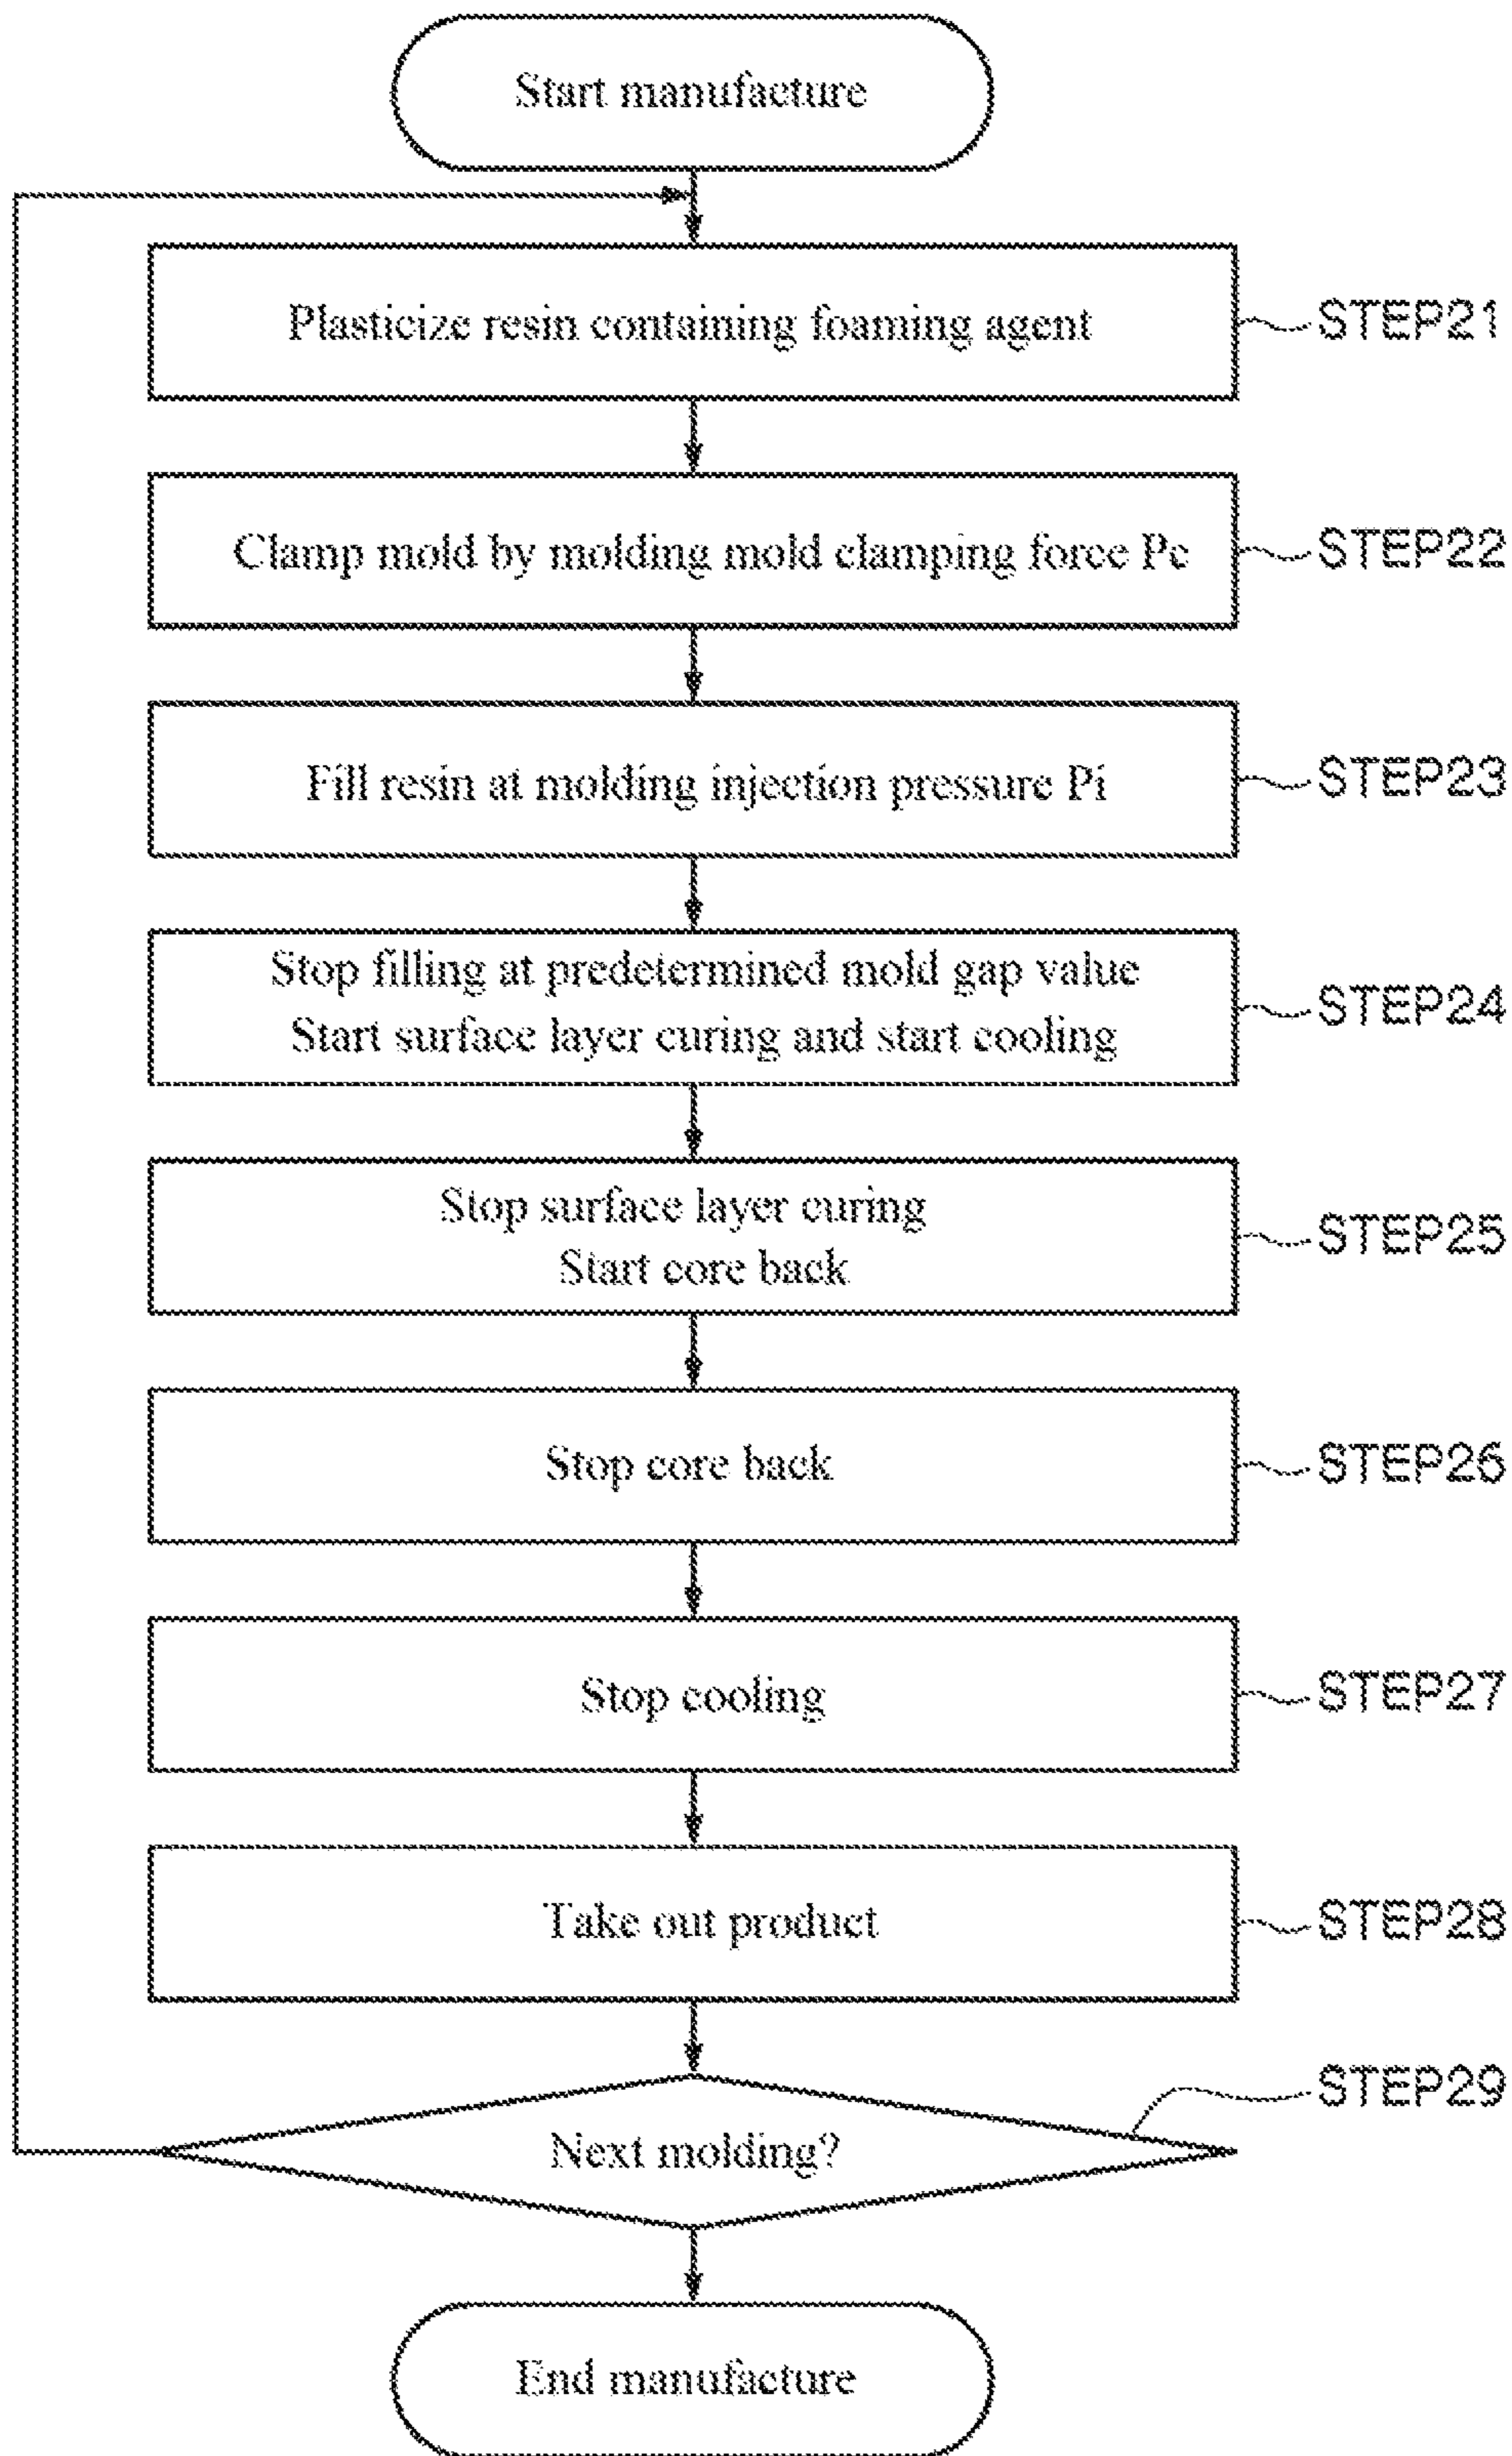 Start manufacture
Plasticize resin containing foaming agent
STEP21
Clamp mold by molding mold clamping force Pc
STEP22
Fill resin at molding injection pressure Pi
STEP23
Stop filling at predetermined mold gap value
Start surface layer curing and start cooling
STEP24
Stop surface layer curing
Start core back
STEP25
Stop core back
STEP26
Stop cooling
STEP27
Take out product
STEP28
STEP29
Next molding?
End manufacture